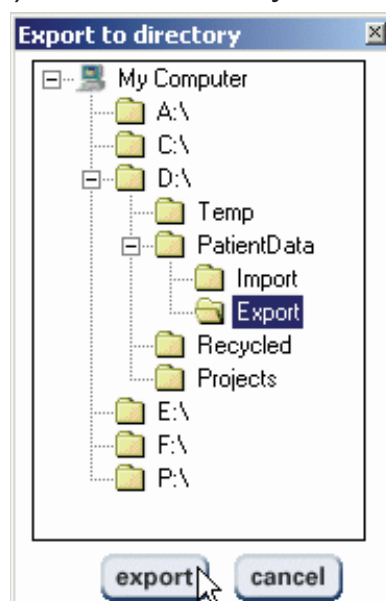 Export to directory
My Computer
A:\
C:\
D:\
Temp
PatientData
Import
Export
Recycled
Projects
E:\
F:\
P:\
export cancel